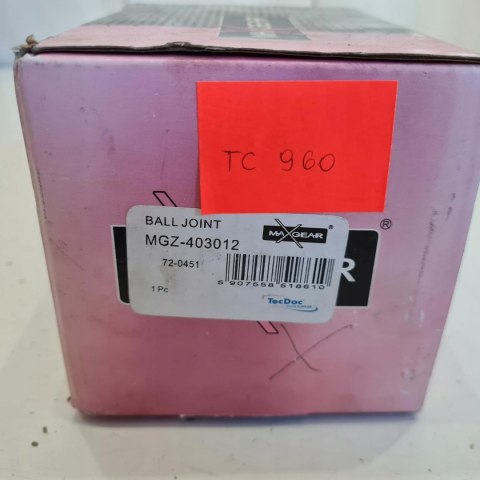 TC 960
BALL JOINT
MAXGEAR®
MGZ-403012
72-0451
5 907558 518610
1 Pc
TecDoc
®
R